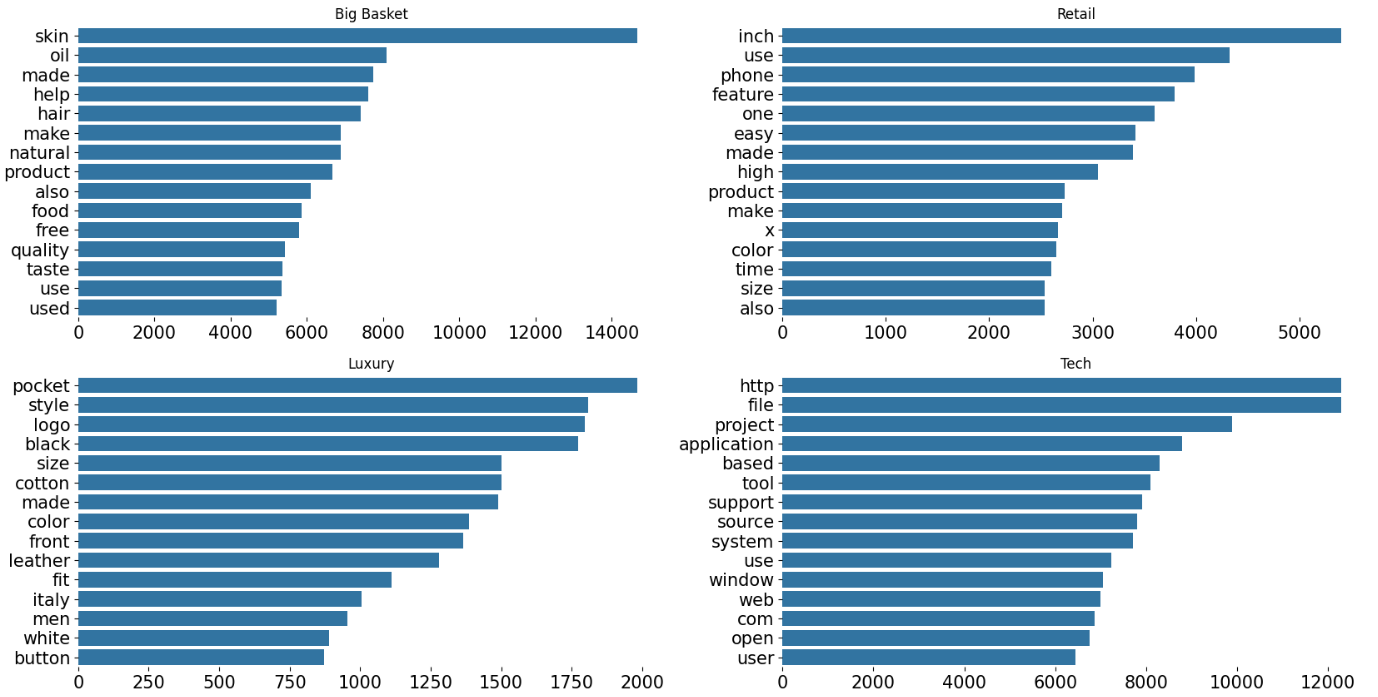 Big Basket
skin
oil
made
help
hair
make
natural
product
also
food
free
quality
taste
use
used
0 2000 4000 6000 8000 10000 12000 14000
Retail
inch
use
phone
feature
one
easy
made
high
product
make
x
color
time
size
also
0 1000 2000 3000 4000 5000
Luxury
pocket
style
logo
black
size
cotton
made
color
front
leather
fit
italy
men
white
button
0 250 500 750 1000 1250 1500 1750 2000
Tech
http
file
project
application
based
tool
support
source
system
use
window
web
com
open
user
0 2000 4000 6000 8000 10000 12000